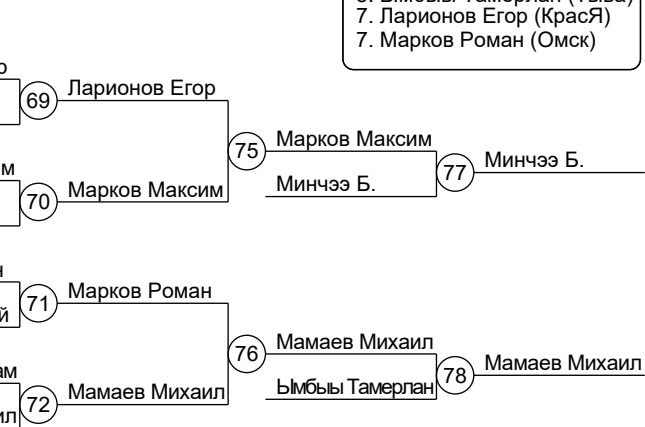 7. Ларионов Егор (КрасЯ)
7. Марков Роман (Омск)
69 Ларионов Егор
75 Марков Максим
77 Минчээ Б.
70 Марков Максим
Минчээ Б.
71 Марков Роман
76 Мамаев Михаил
78 Мамаев Михаил
72 Мамаев Михаил
Ымбыы Тамерлан